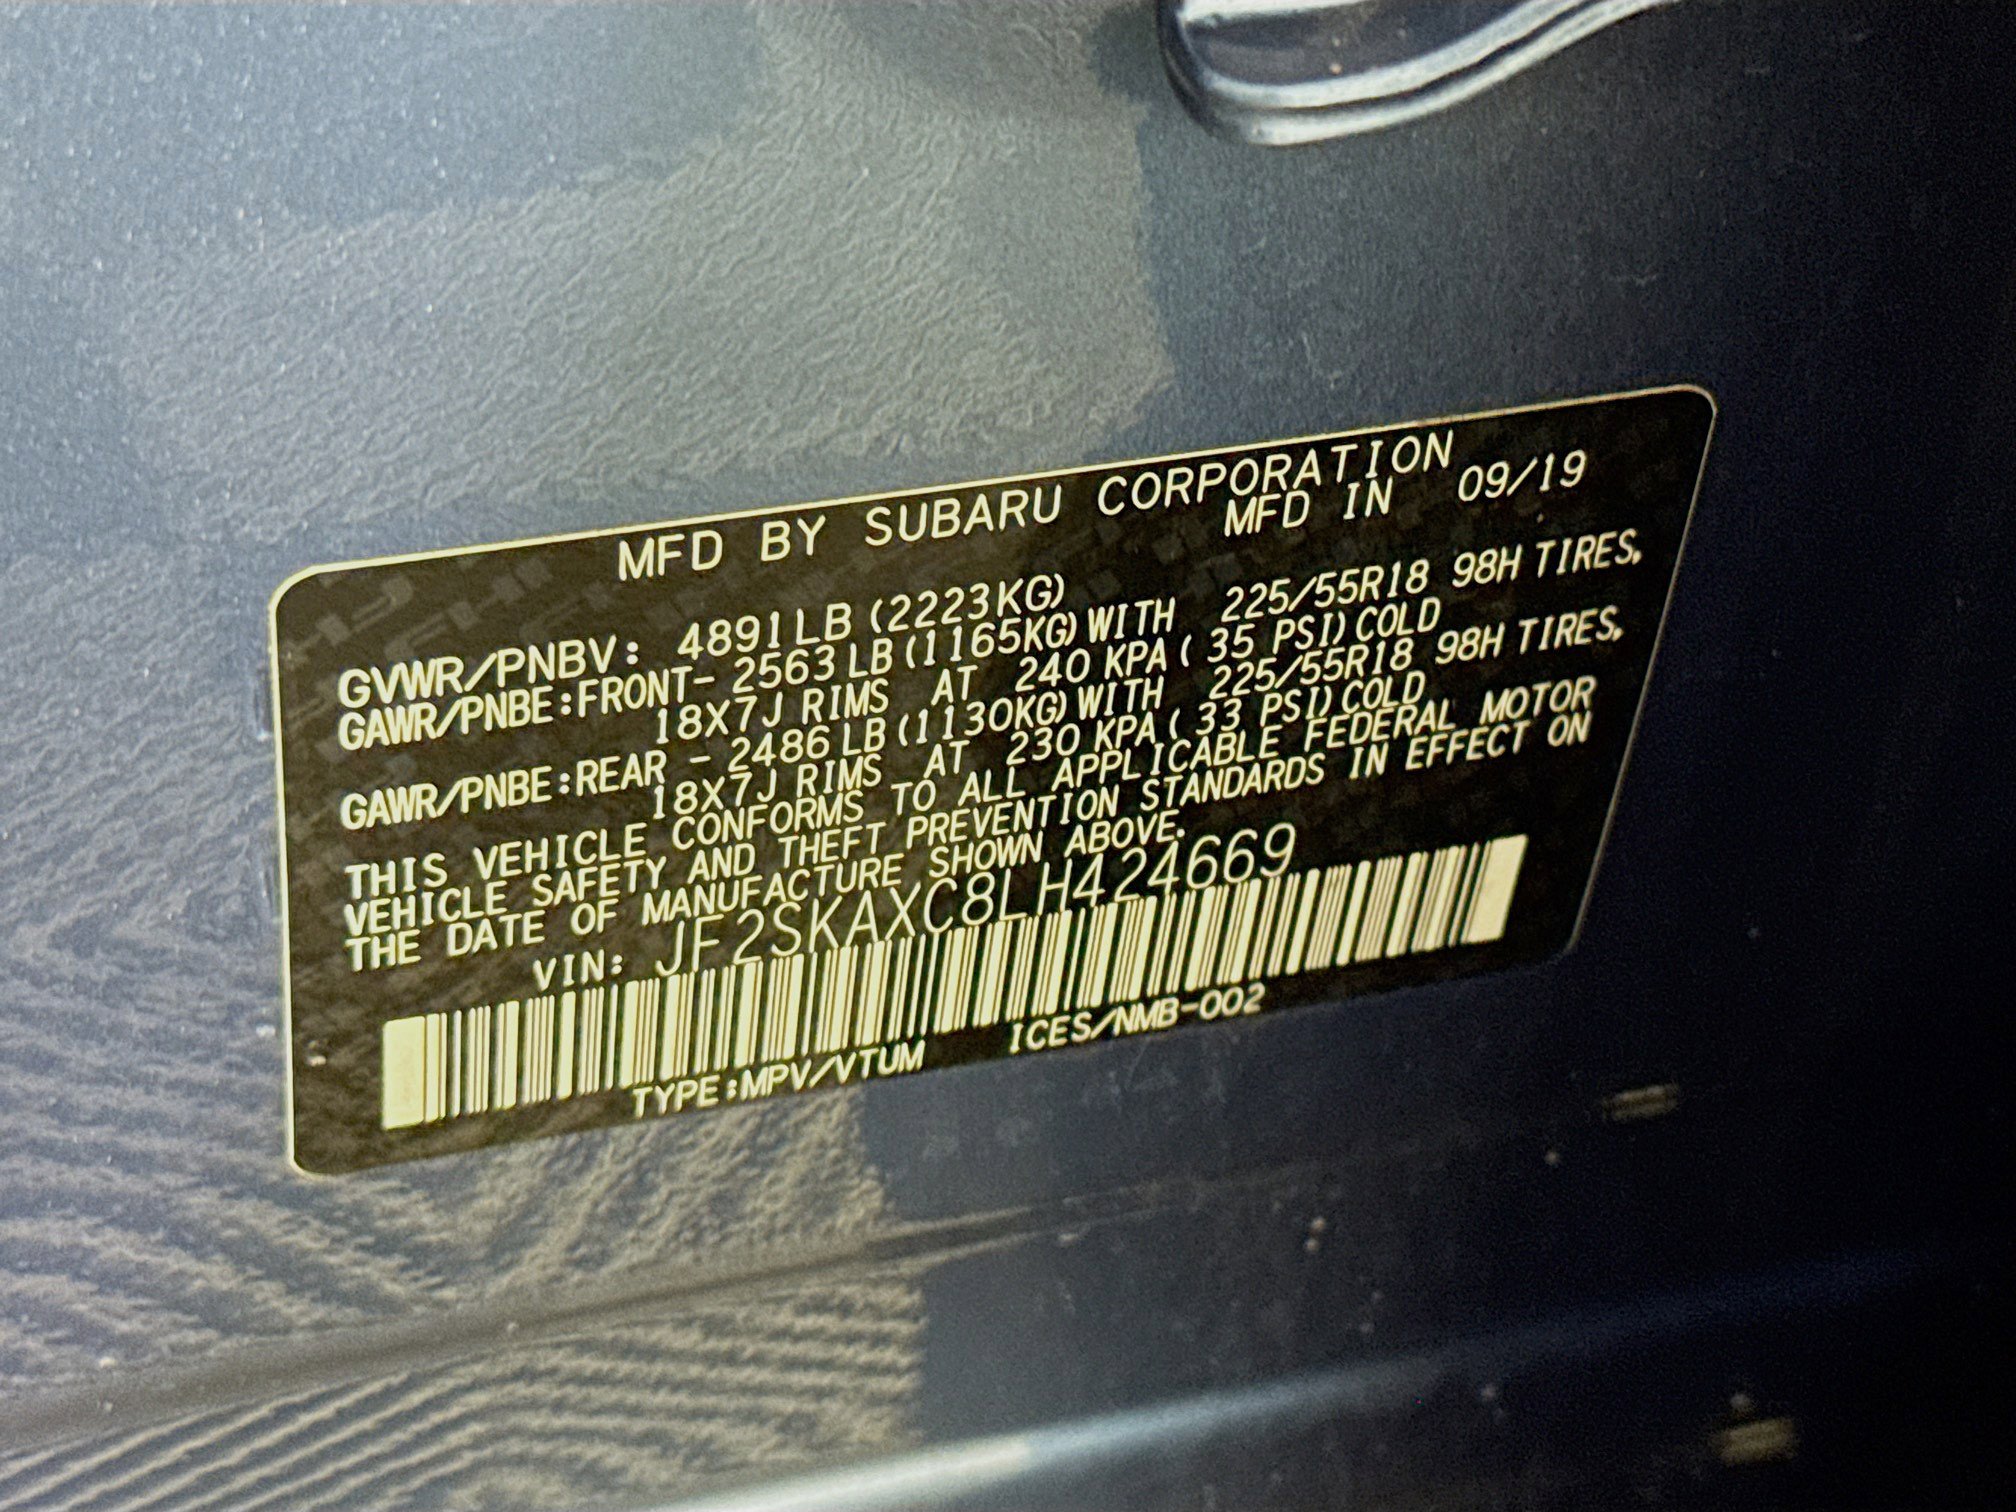 MFD BY SUBARU CORPORATION
MFD IN 09/19
GVWR/PNBV: 4891LB (2223KG)
GAWR/PNBE:FRONT- 2563 LB (1165KG) WITH 225/55R18 98H TIRES,
18X7J RIMS AT 240 KPA ( 35 PSI) COLD
GAWR/PNBE:REAR - 2486 LB (1130KG) WITH 225/55R18 98H TIRES,
18X7J RIMS AT 230 KPA ( 33 PSI) COLD
THIS VEHICLE CONFORMS TO ALL APPLICABLE FEDERAL MOTOR
VEHICLE SAFETY AND THEFT PREVENTION STANDARDS IN EFFECT ON
THE DATE OF MANUFACTURE SHOWN ABOVE.
VIN: JF2SKAXC8LH424669
TYPE:MPV/VTUM ICES/NMB-002